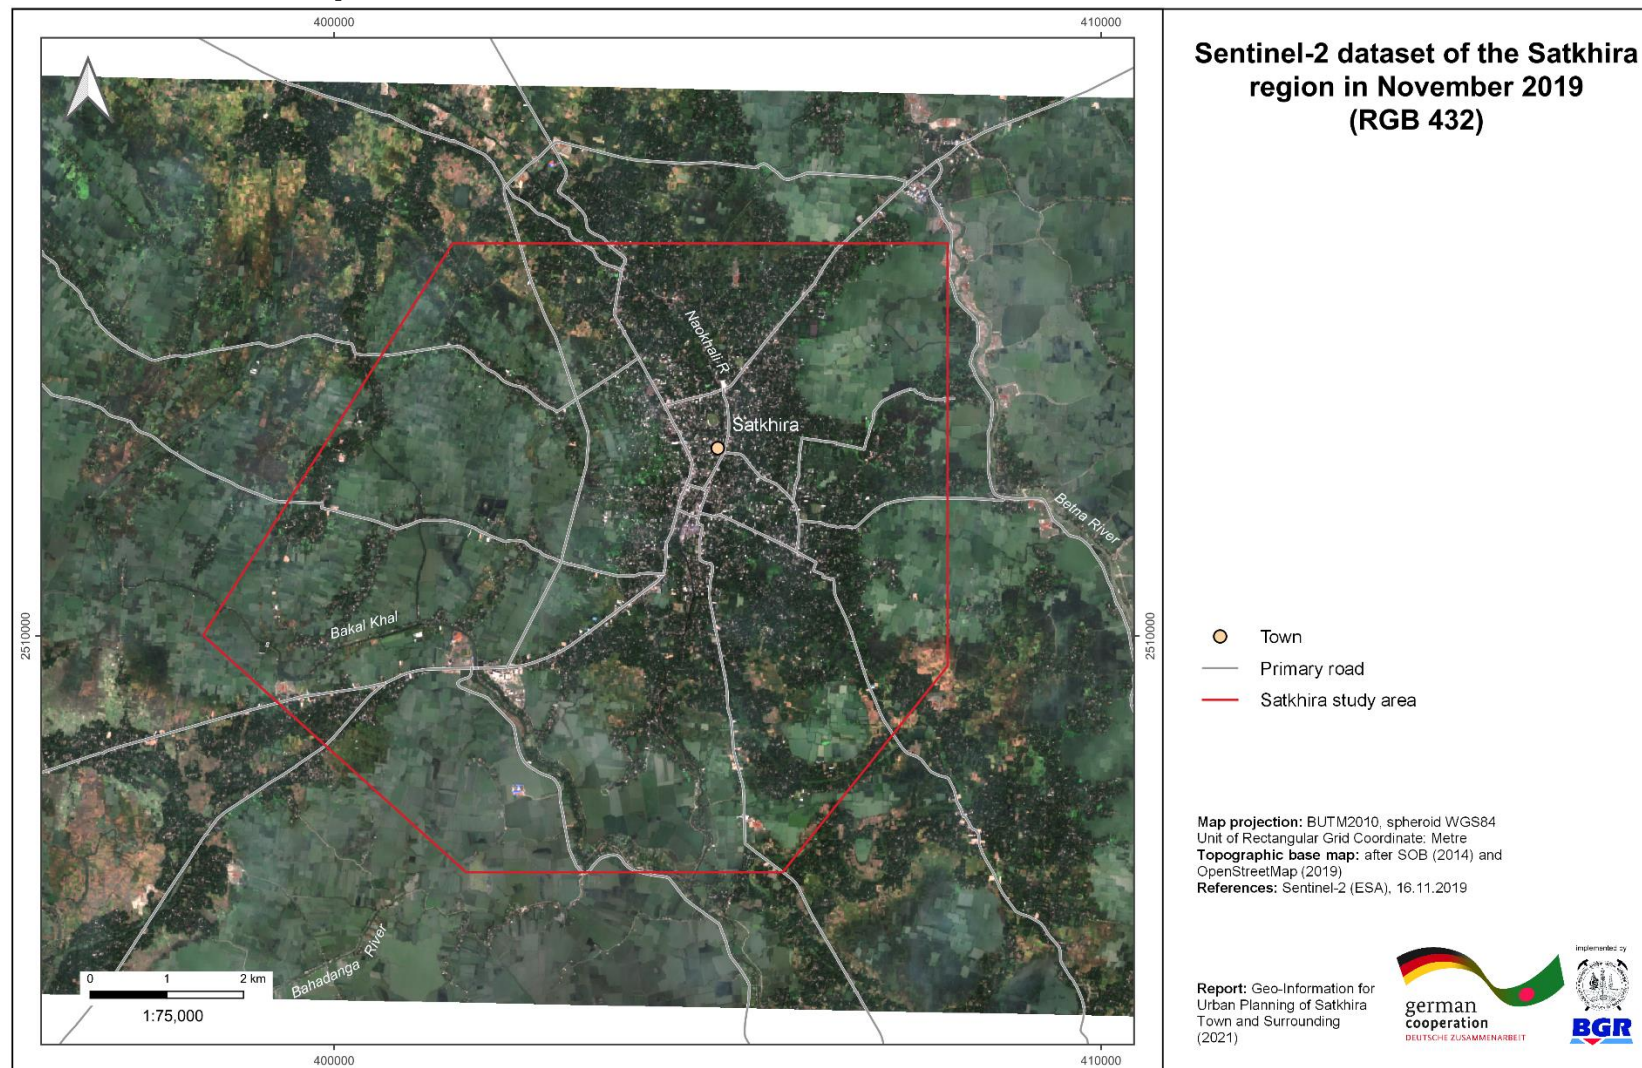 400000
410000
Sentinel-2 dataset of the Satkhira
region in November 2019
(RGB 432)
Naokhali R
Satkhira
Betna River
2510000
2510000
Bakal Khal
Town
Primary road
Satkhira study area
Map projection: BUTM2010, spheroid WGS84
Unit of Rectangular Grid Coordinate: Metre
Topographic base map: after SOB (2014) and
OpenStreetMap (2019)
References: Sentinel-2 (ESA), 16.11.2019
Bahadanga River
0 1 2 km
1:75,000
Report: Geo-Information for
Urban Planning of Satkhira
Town and Surrounding
(2021)
german
cooperation
DEUTSCHE ZUSAMMENARBEIT
implemented by
BGR
400000
410000